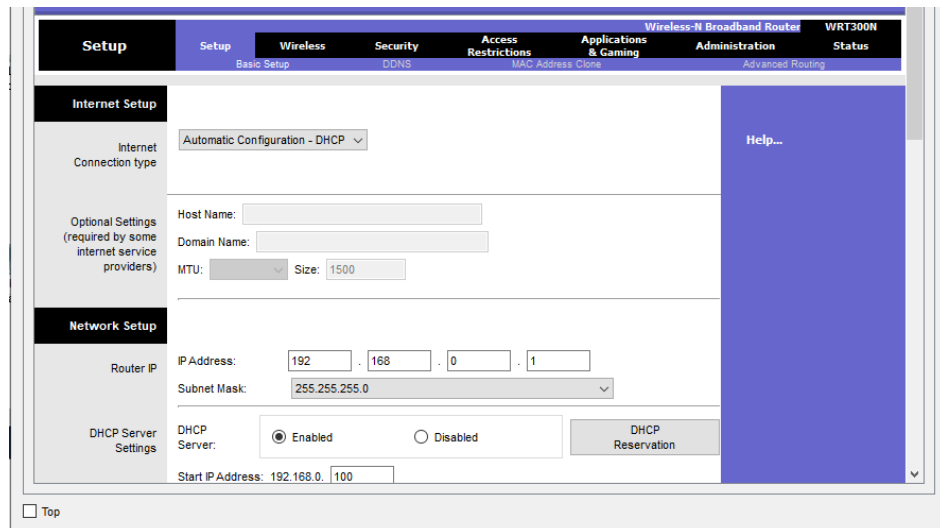 Wireless-N Broadband Router WRT300N
Setup Setup Wireless Security Access Restrictions Applications & Gaming Administration Status
Basic Setup DDNS MAC Address Clone Advanced Routing
Internet Setup
Internet Connection type
Automatic Configuration - DHCP
Help...
Optional Settings
(required by some
internet service
providers)
Host Name:
Domain Name:
MTU: Size: 1500
Network Setup
Router IP
IP Address: 192 . 168 . 0 . 1
Subnet Mask: 255.255.255.0
DHCP Server
Settings
DHCP
Server:
Enabled Disabled
DHCP
Reservation
Start IP Address: 192.168.0. 100
Top